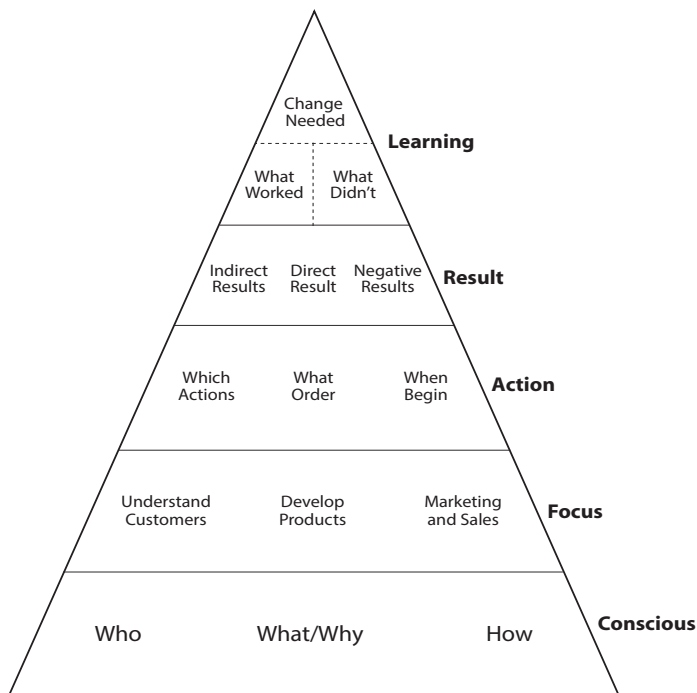 Change
Needed
Learning
What
Worked
What
Didn't
Indirect
Results
Direct
Result
Negative
Results
Result
Which
Actions
What
Order
When
Begin
Action
Understand
Customers
Develop
Products
Marketing
and Sales
Focus
Who
What/Why
How
Conscious